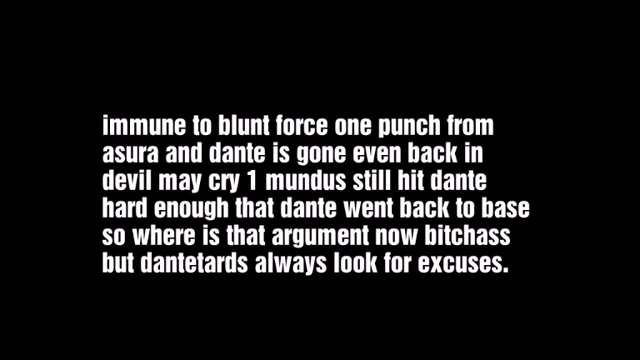 immune to blunt force one punch from
asura and dante is gone even back in
devil may cry 1 mundus still hit dante
hard enough that dante went back to base
so where is that argument now bitchass
but dantetards always look for excuses.